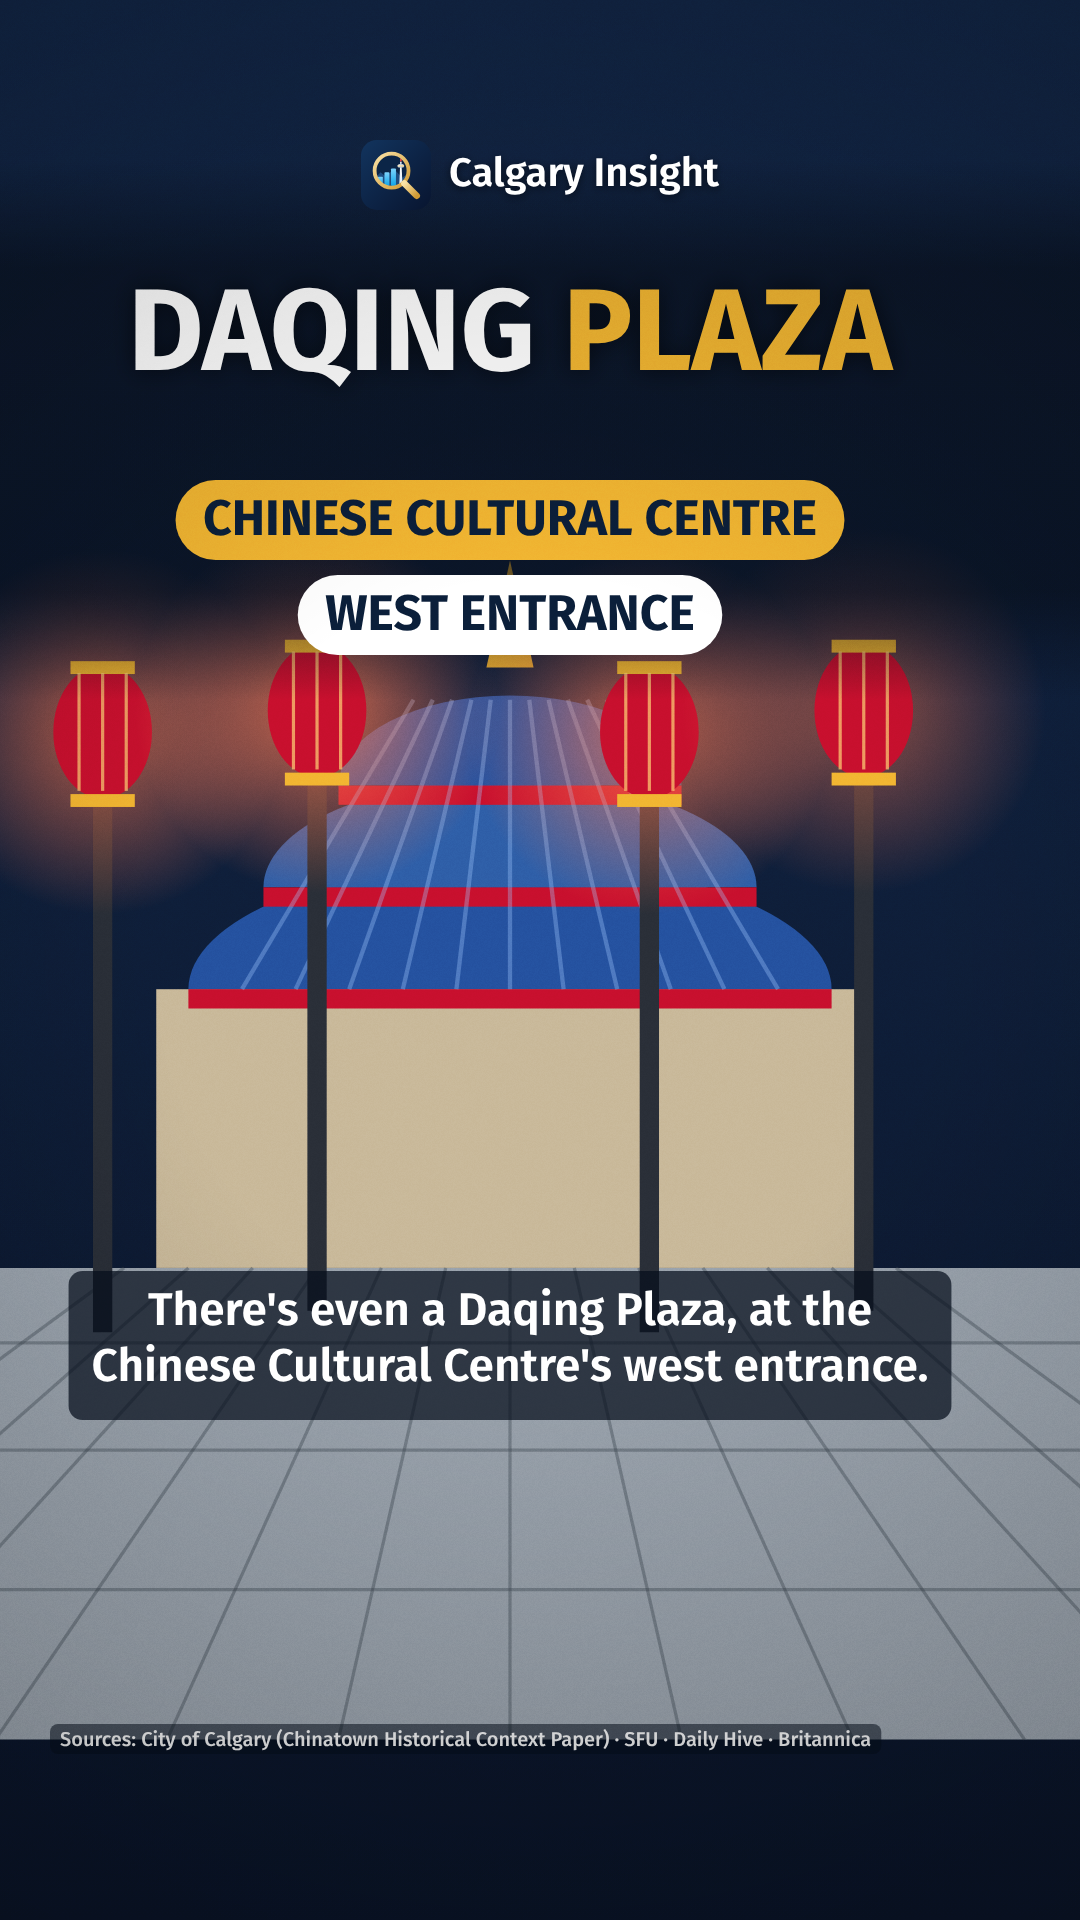 Calgary Insight
DAQING PLAZA
CHINESE CULTURAL CENTRE
WEST ENTRANCE
There's even a Daqing Plaza, at the
Chinese Cultural Centre's west entrance.
Sources: City of Calgary (Chinatown Historical Context Paper) · SFU · Daily Hive · Britannica